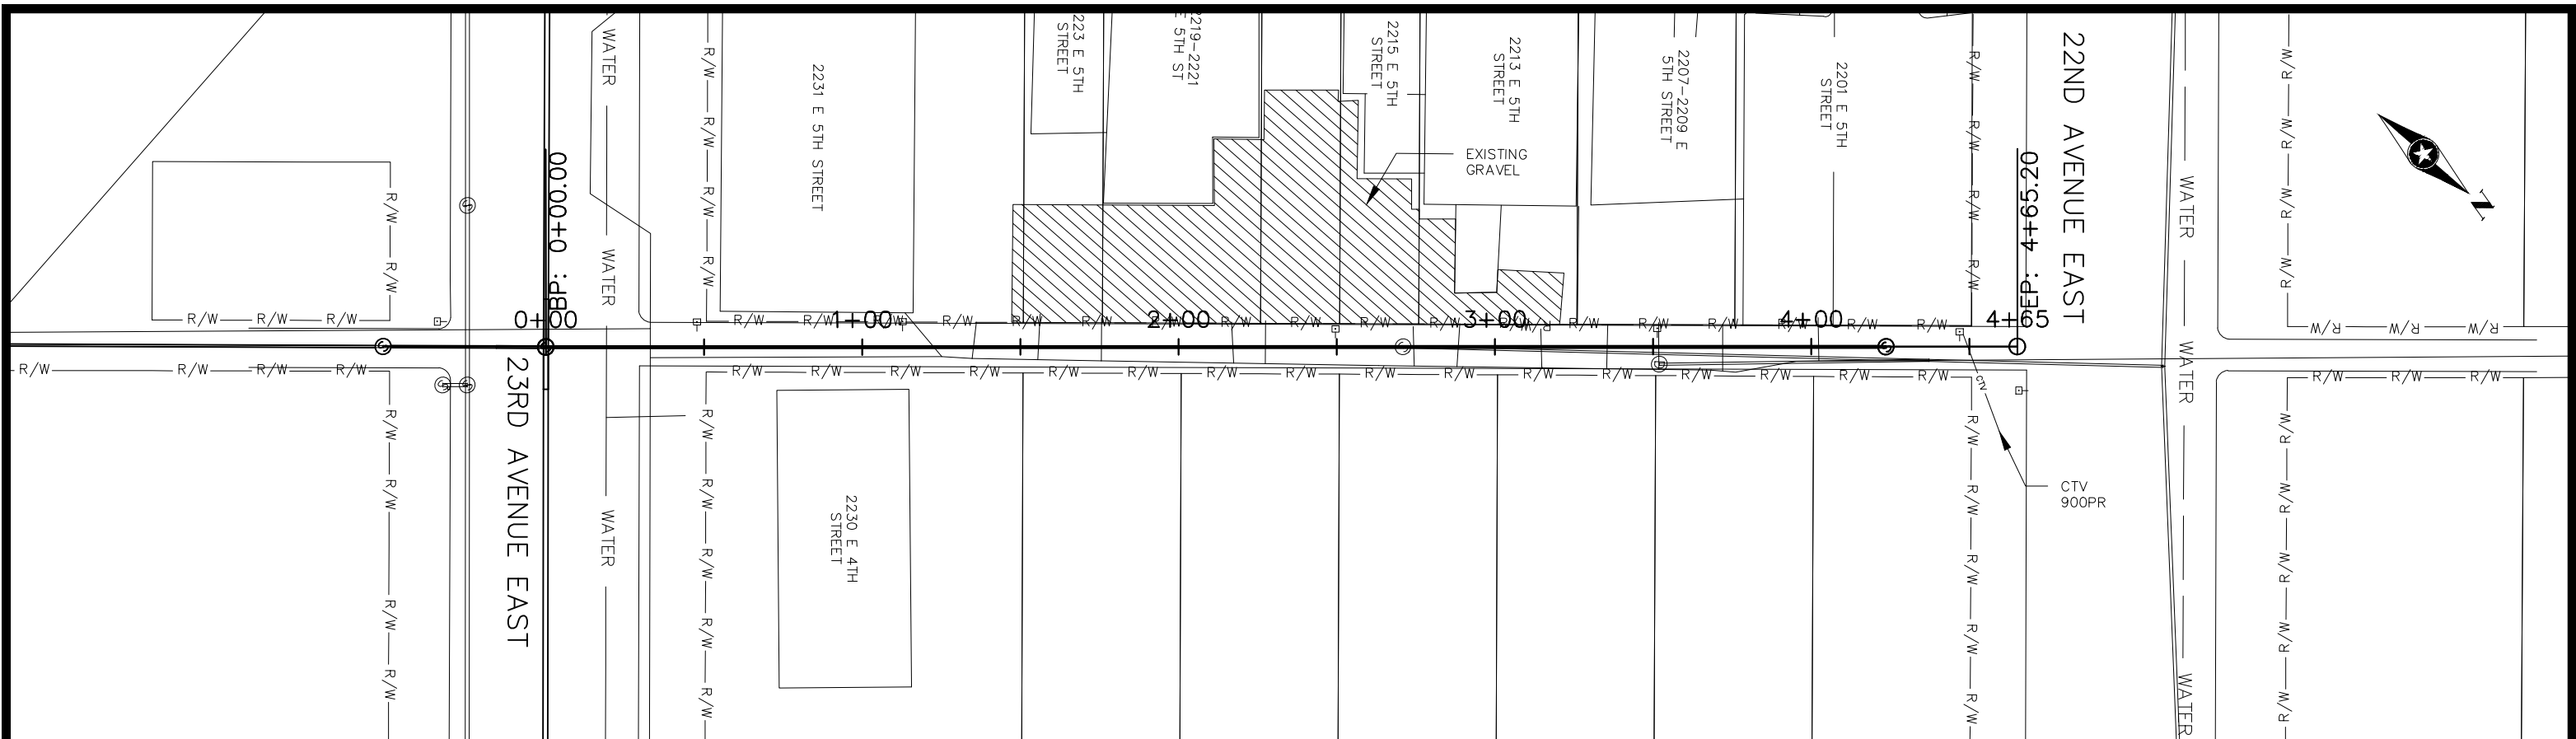 WATER
WATER
WATER
R/W R/W R/W R/W
2231 E 5TH STREET
2223 E 5TH
STREET
2219-2221
E 5TH ST
2215 E 5TH
STREET
2213 E 5TH
STREET
2207-2209 E
5TH STREET
2201 E 5TH
STREET
R/W R/W R/W R/W
22ND AVENUE EAST
WATER
WATER
WATER
R/W R/W R/W R/W
N
EXISTING
GRAVEL
R/W R/W
S
BP: 0+00.00
EP: 4+65.20
R/W R/W R/W
0+00
R/W R/W R/W R/W R/W R/W R/W R/W R/W R/W R/W R/W R/W R/W R/W R/W
1+00
2+00
3+00
4+00
4+65
R/W R/W R/W
S
S
S
S
R/W R/W R/W R/W
R/W R/W R/W R/W R/W R/W R/W R/W R/W R/W R/W R/W R/W R/W R/W R/W
R/W R/W R/W
CTV
23RD AVENUE EAST
R/W R/W R/W R/W
R/W R/W R/W R/W R/W
2230 E 4TH
STREET
R/W R/W R/W R/W R/W
CTV
900PR
R/W R/W R/W R/W R/W